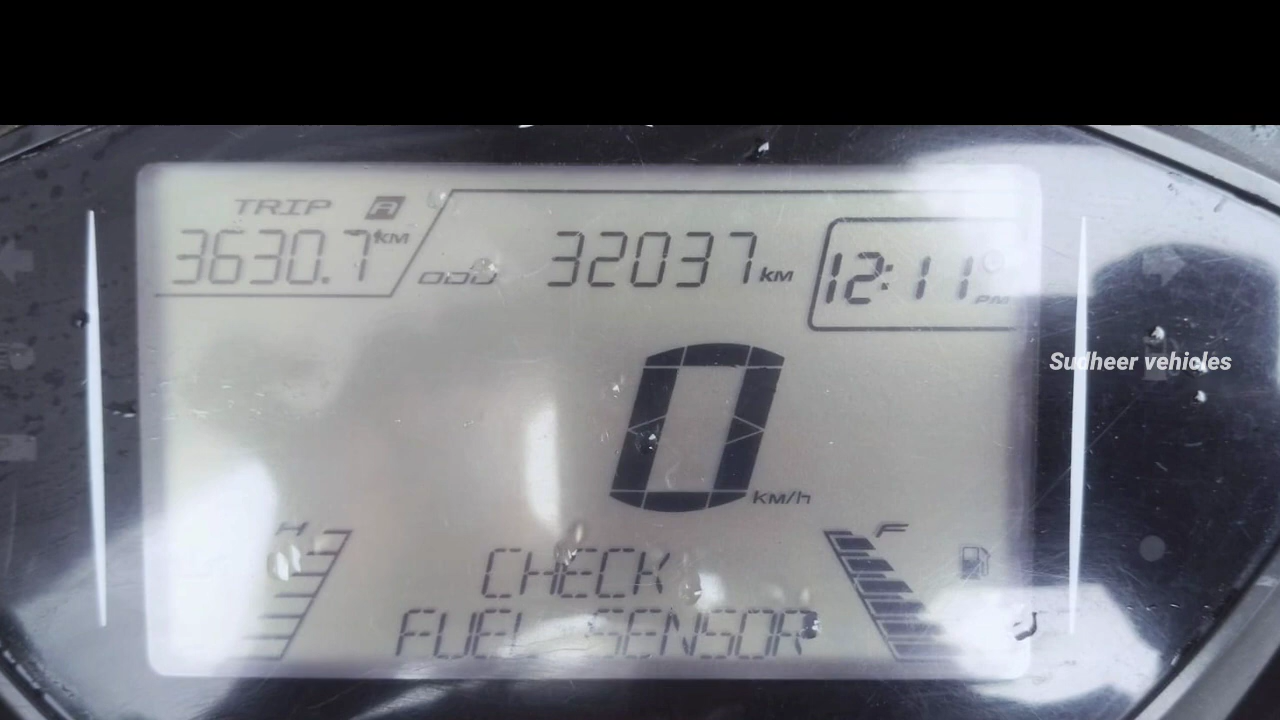 TRIP A
3630.7 KM
ODO 32037 KM
12:11 PM
0 KM/H
Sudheer vehicles
H
F
CHECK
FUEL SENSOR